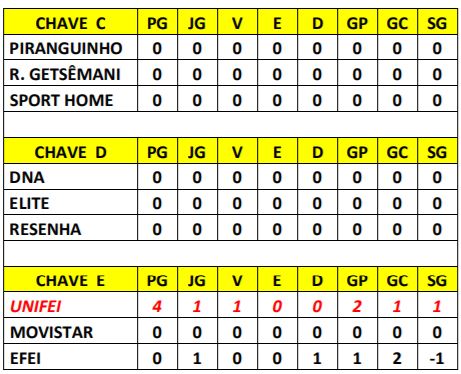 CHAVE C PG JG V E D GP GC SG
PIRANGUINHO 0 0 0 0 0 0 0 0
R. GETSÊMANI 0 0 0 0 0 0 0 0
SPORT HOME 0 0 0 0 0 0 0 0
CHAVE D PG JG V E D GP GC SG
DNA 0 0 0 0 0 0 0 0
ELITE 0 0 0 0 0 0 0 0
RESENHA 0 0 0 0 0 0 0 0
CHAVE E PG JG V E D GP GC SG
UNIFEI 4 1 1 0 0 2 1 1
MOVISTAR 0 0 0 0 0 0 0 0
EFEI 0 1 0 0 1 1 2 -1